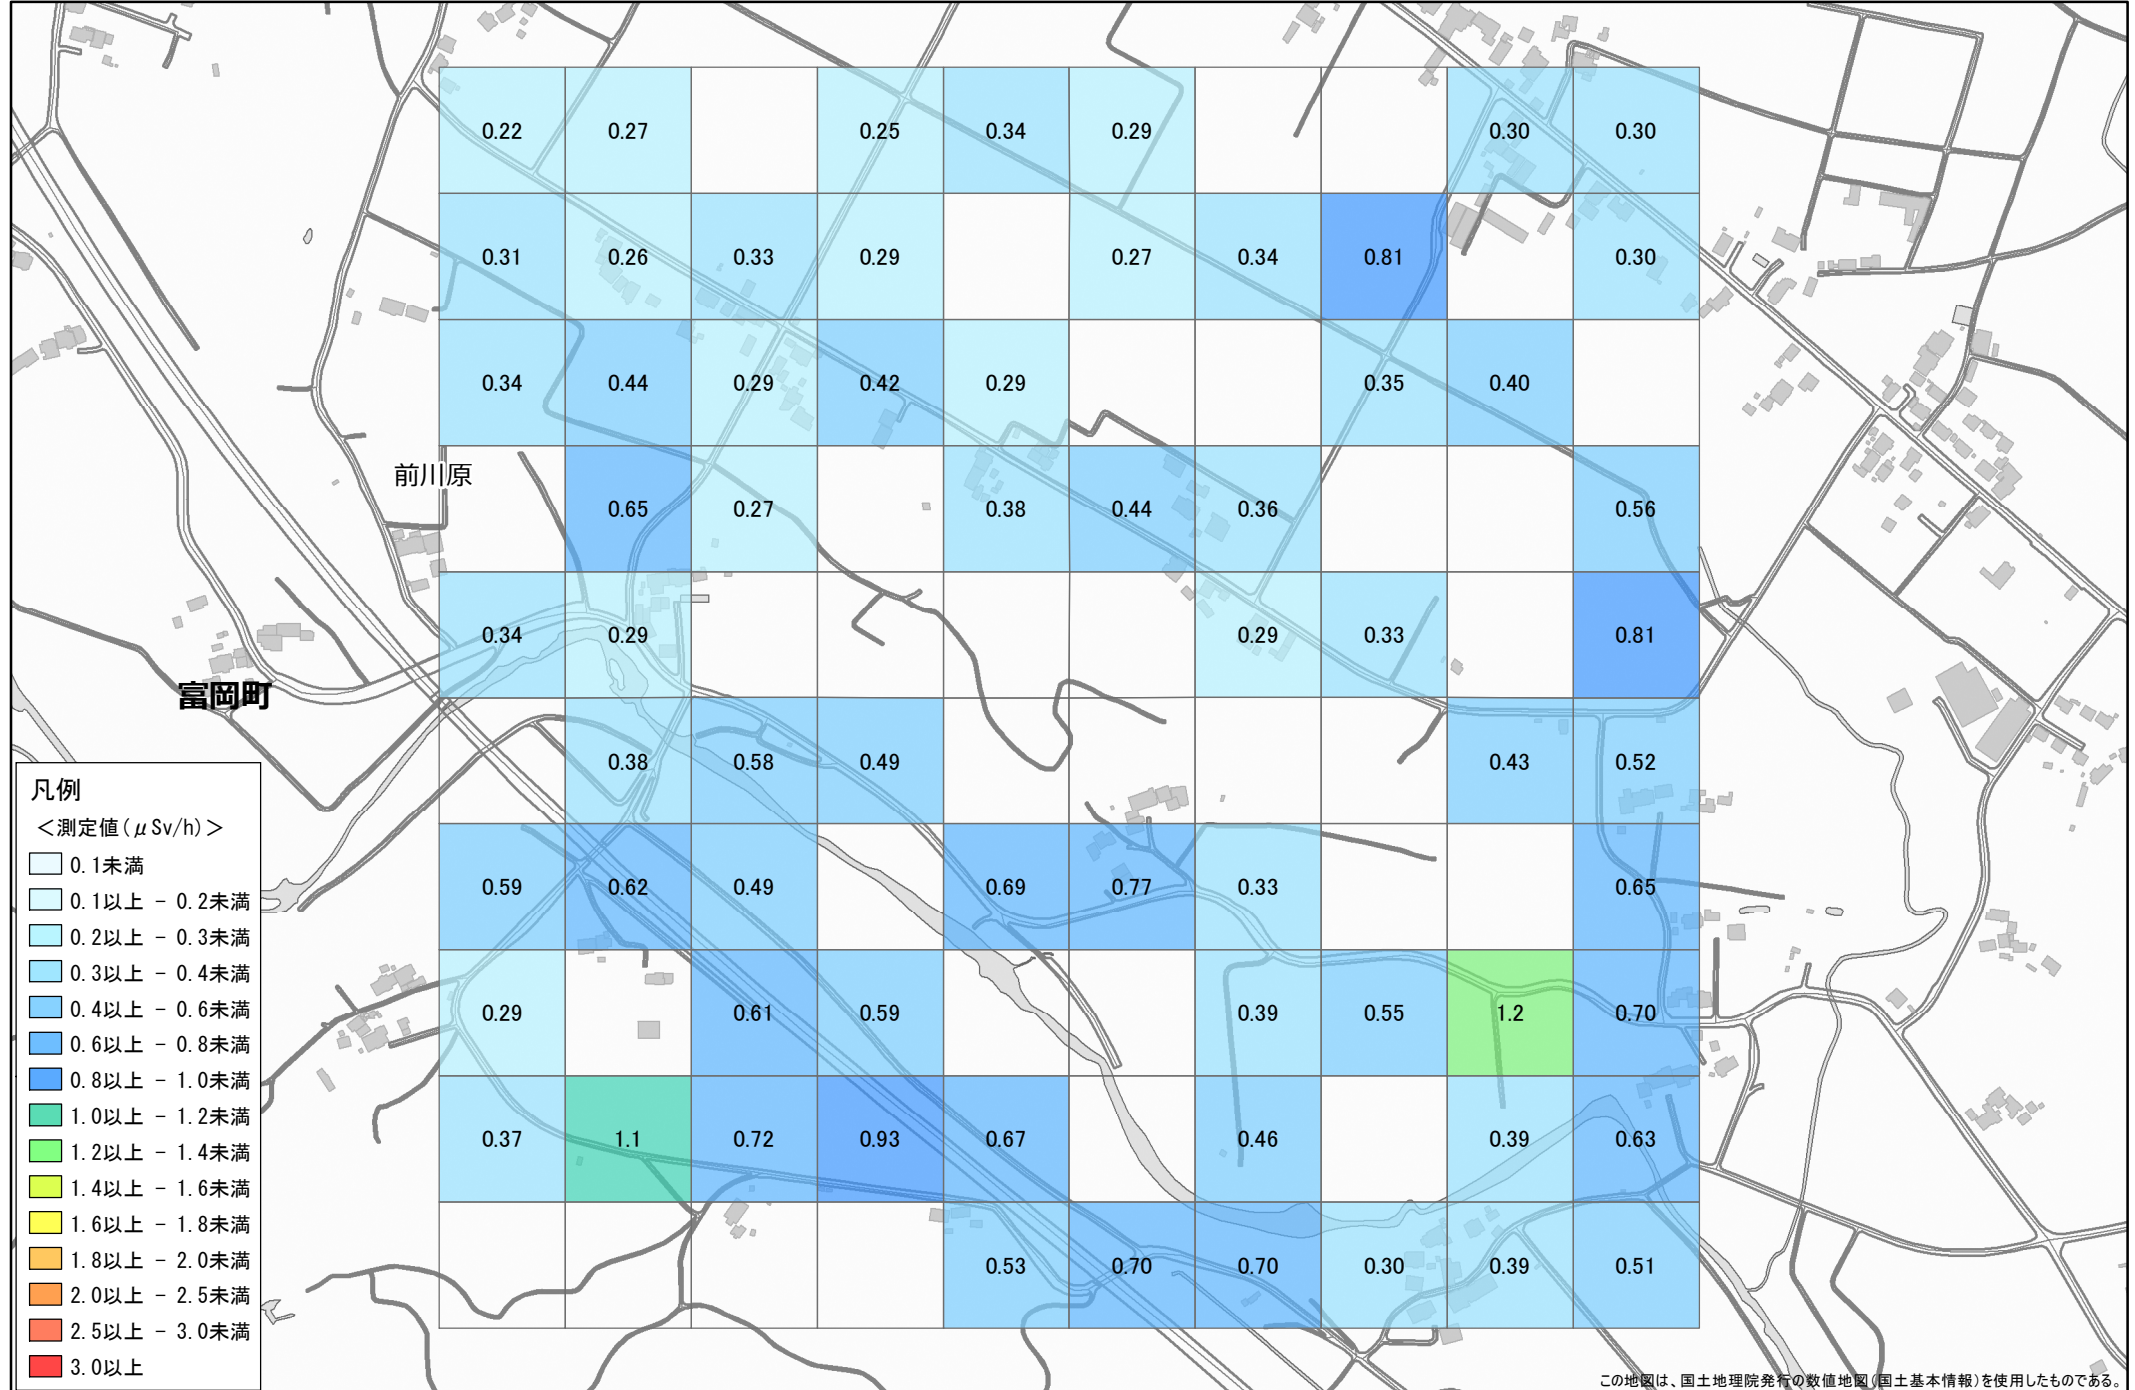 0.22 0.27 0.25 0.34 0.29 0.30 0.30
0.31 0.26 0.33 0.29 0.27 0.34 0.81 0.30
0.34 0.44 0.29 0.42 0.29 0.35 0.40
前川原
0.65 0.27 0.38 0.44 0.36 0.56
0.34 0.29 0.29 0.33 0.81
富岡町
0.38 0.58 0.49 0.43 0.52
0.59 0.62 0.49 0.69 0.77 0.33 0.65
0.29 0.61 0.59 0.39 0.55 1.2 0.70
0.37 1.1 0.72 0.93 0.67 0.46 0.39 0.63
0.53 0.70 0.70 0.30 0.39 0.51
凡例
＜測定値(μSv/h)＞
0.1未満
0.1以上 - 0.2未満
0.2以上 - 0.3未満
0.3以上 - 0.4未満
0.4以上 - 0.6未満
0.6以上 - 0.8未満
0.8以上 - 1.0未満
1.0以上 - 1.2未満
1.2以上 - 1.4未満
1.4以上 - 1.6未満
1.6以上 - 1.8未満
1.8以上 - 2.0未満
2.0以上 - 2.5未満
2.5以上 - 3.0未満
3.0以上
この地図は、国土地理院発行の数値地図(国土基本情報)を使用したものである。